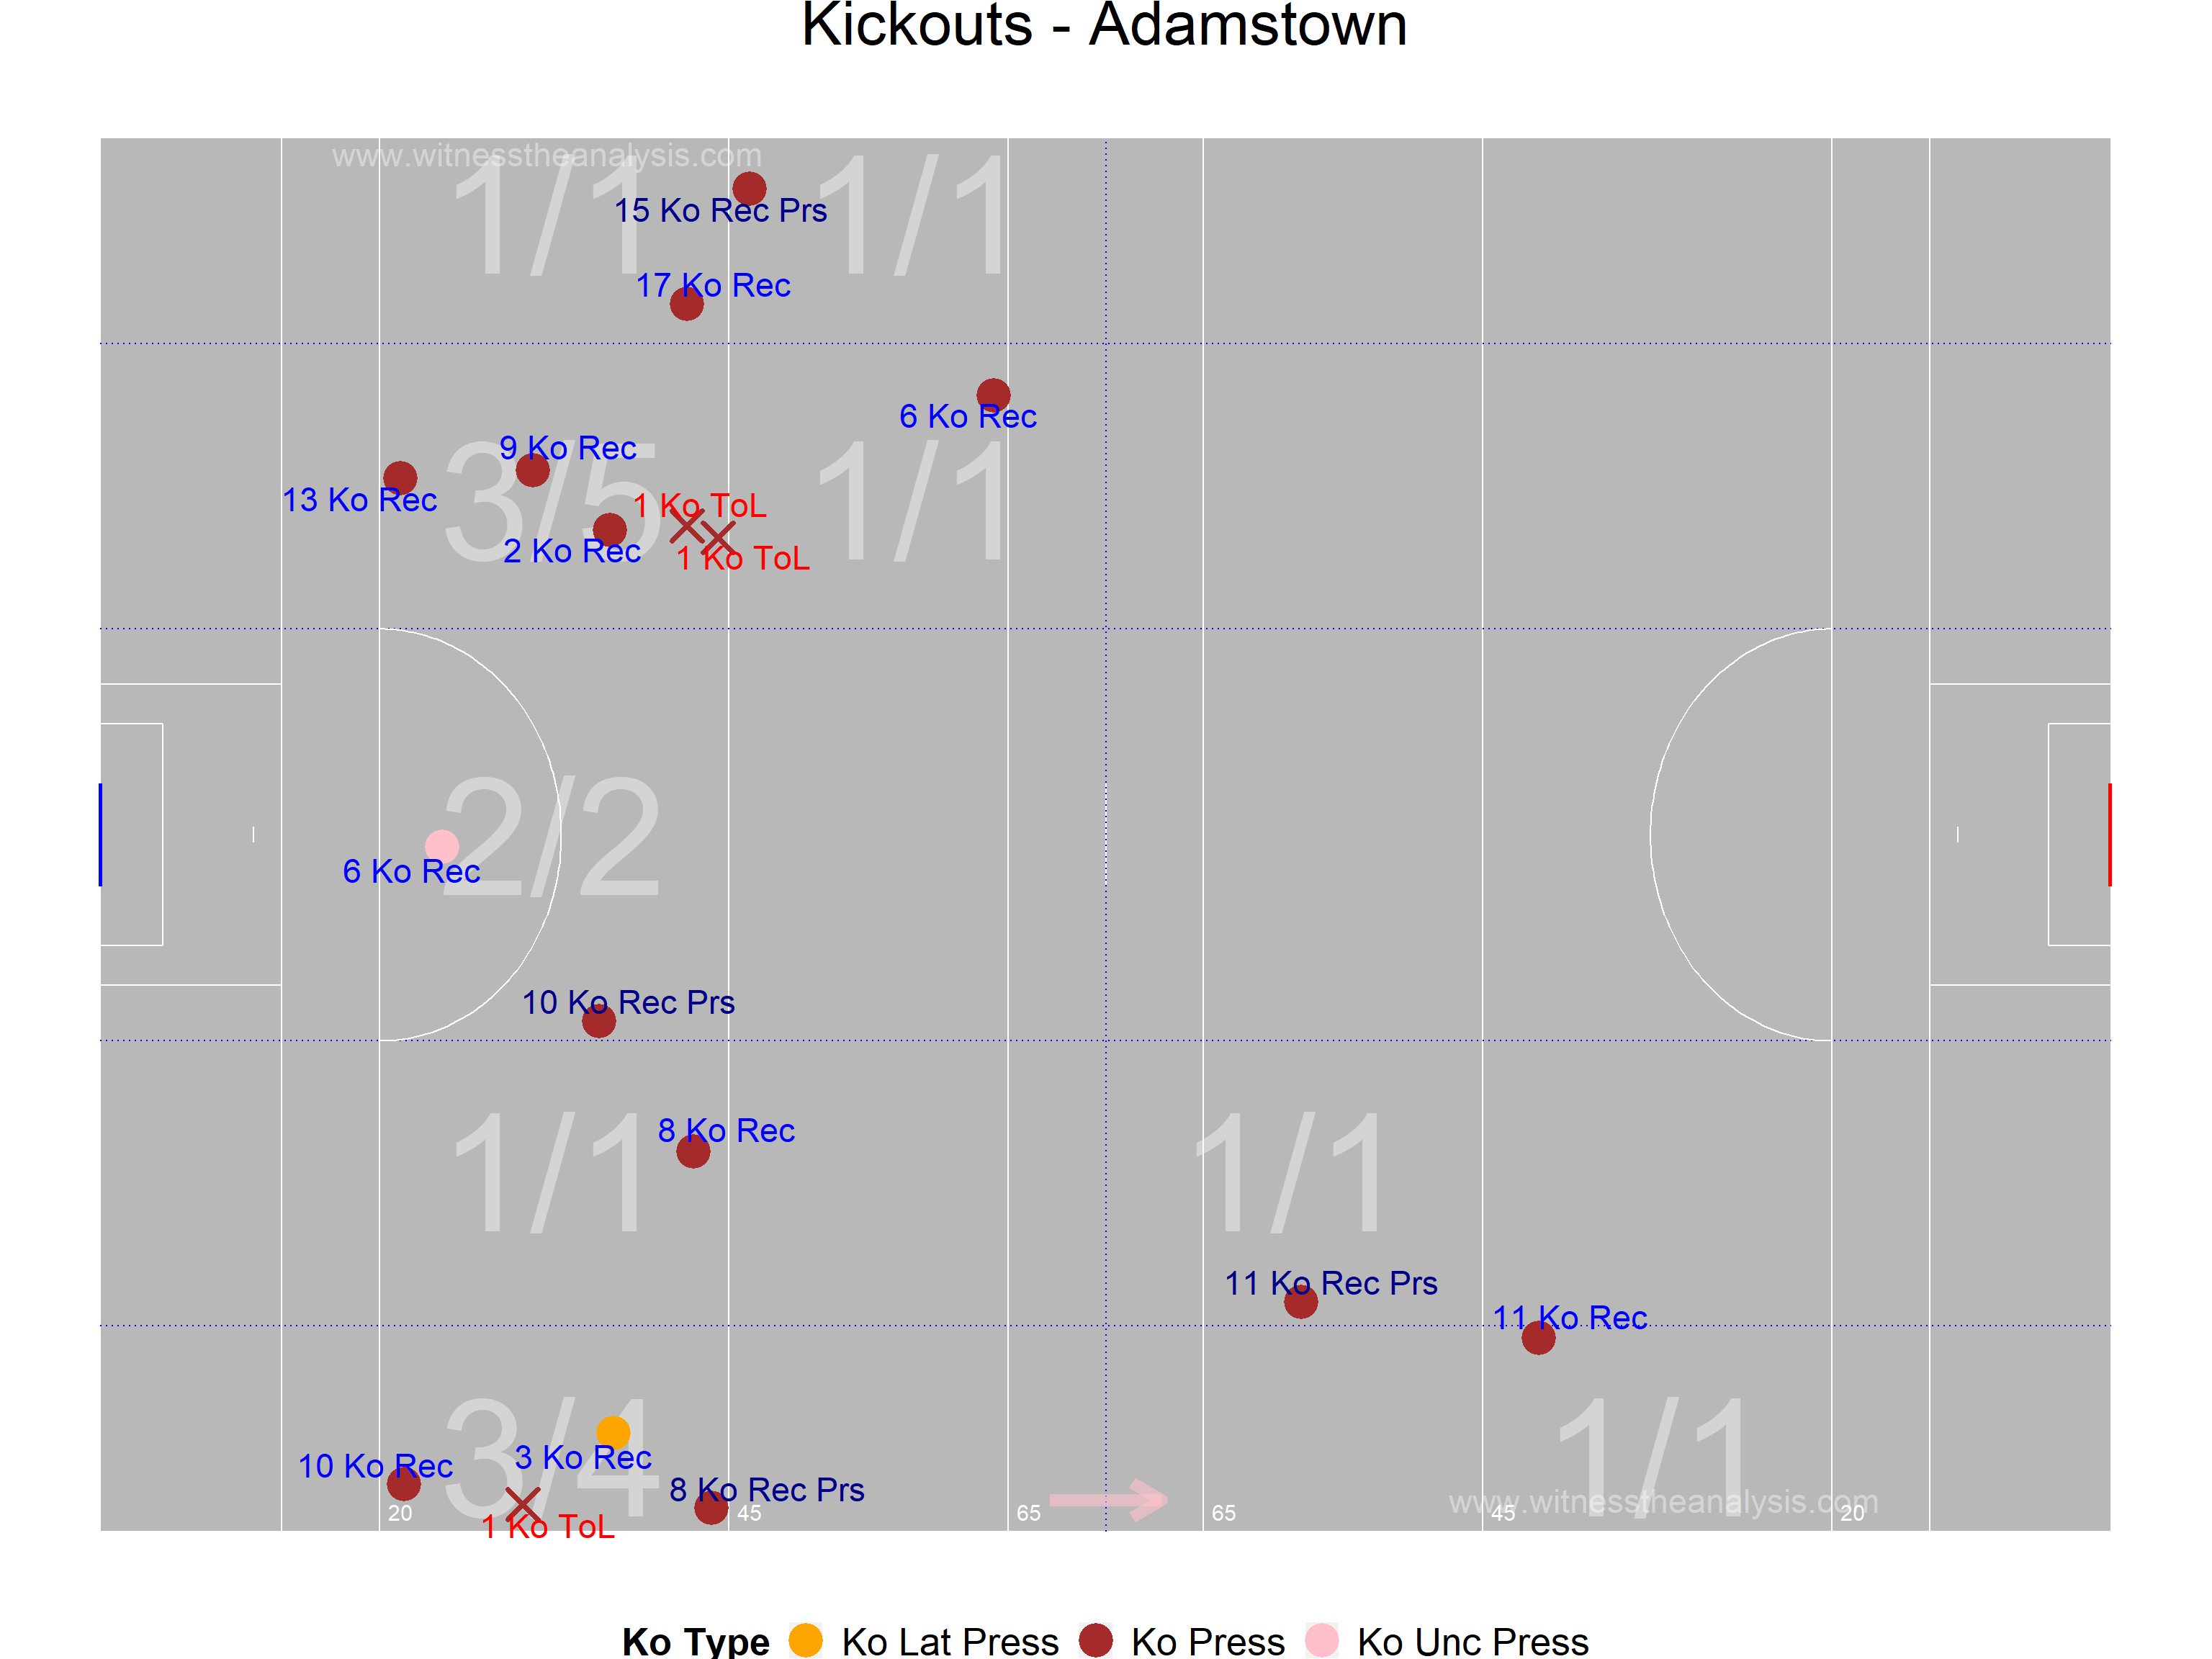 Kickouts - Adamstown
www.witnesstheanalysis.com
1/1
1/1
15 Ko Rec Prs
17 Ko Rec
6 Ko Rec
9 Ko Rec
3/5
1/1
13 Ko Rec
1 Ko ToL
2 Ko Rec
1 Ko ToL
2/2
6 Ko Rec
10 Ko Rec Prs
8 Ko Rec
1/1
1/1
11 Ko Rec Prs
11 Ko Rec
3/4
1/1
3 Ko Rec
10 Ko Rec
8 Ko Rec Prs
www.witnesstheanalysis.com
20 45 65 65 45 20
1 Ko ToL
Ko Type Ko Lat Press Ko Press Ko Unc Press